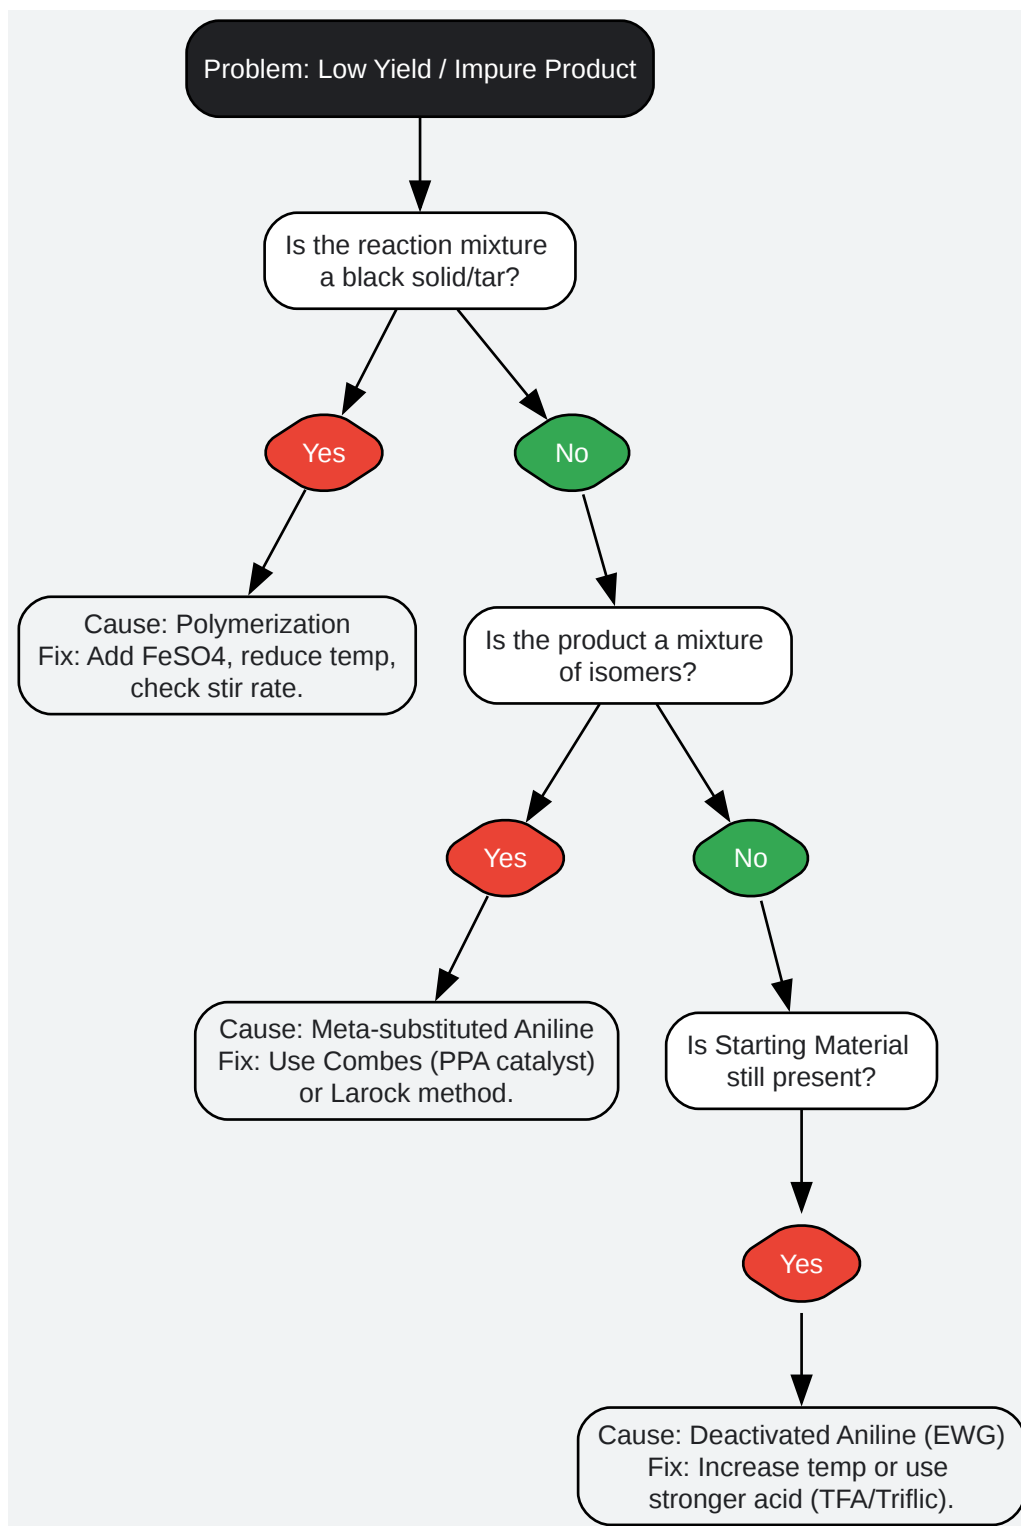 Problem: Low Yield / Impure Product
Is the reaction mixture
a black solid/tar?
Yes
No
Cause: Polymerization
Fix: Add FeSO4, reduce temp,
check stir rate.
Is the product a mixture
of isomers?
Yes
No
Cause: Meta-substituted Aniline
Fix: Use Combes (PPA catalyst)
or Larock method.
Is Starting Material
still present?
Yes
Cause: Deactivated Aniline (EWG)
Fix: Increase temp or use
stronger acid (TFA/Triflic).